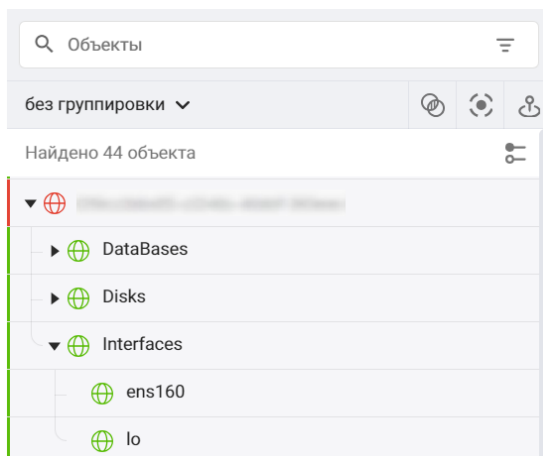 Объекты
без группировки
Найдено 44 объекта
DataBases
Disks
Interfaces
ens160
lo